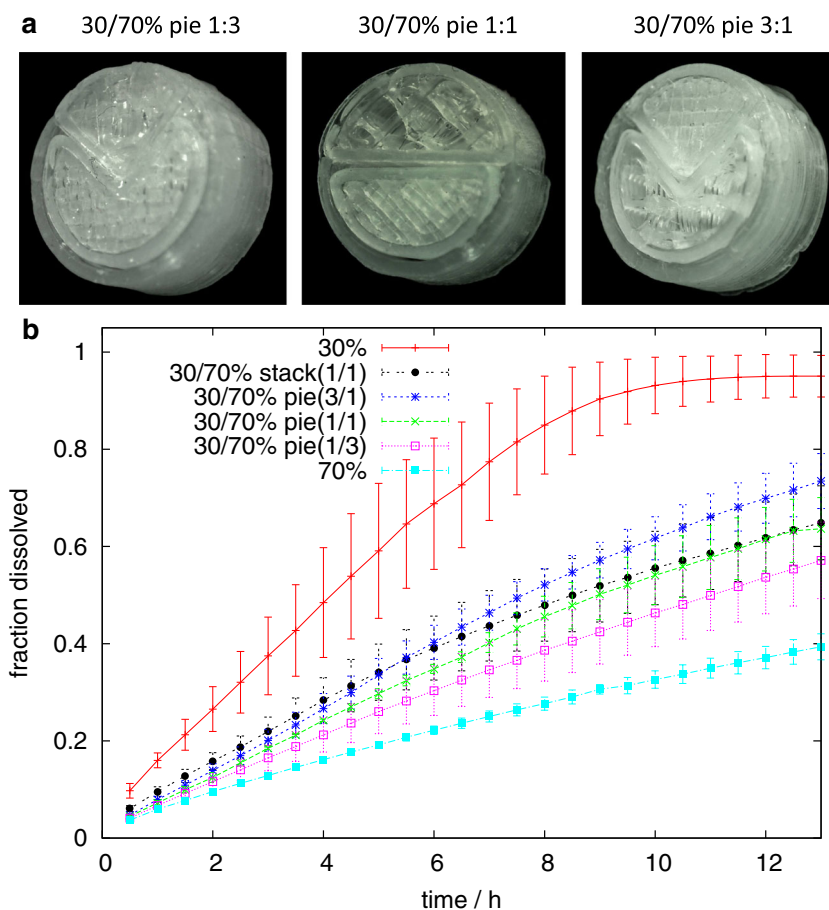 a
30/70% pie 1:3
30/70% pie 1:1
30/70% pie 3:1
b
30%
30/70% stack(1/1)
30/70% pie(3/1)
30/70% pie(1/1)
30/70% pie(1/3)
70%
1
0.8
0.6
0.4
0.2
0
fraction dissolved
0 2 4 6 8 10 12
time / h